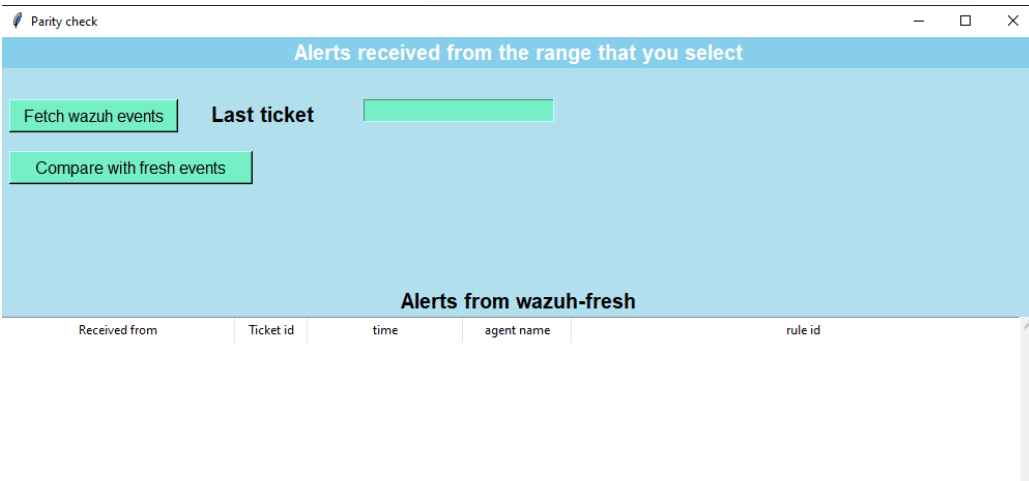 Parity check
Alerts received from the range that you select
Fetch wazuh events Last ticket
Compare with fresh events
Alerts from wazuh-fresh
Received from Ticket id time agent name rule id